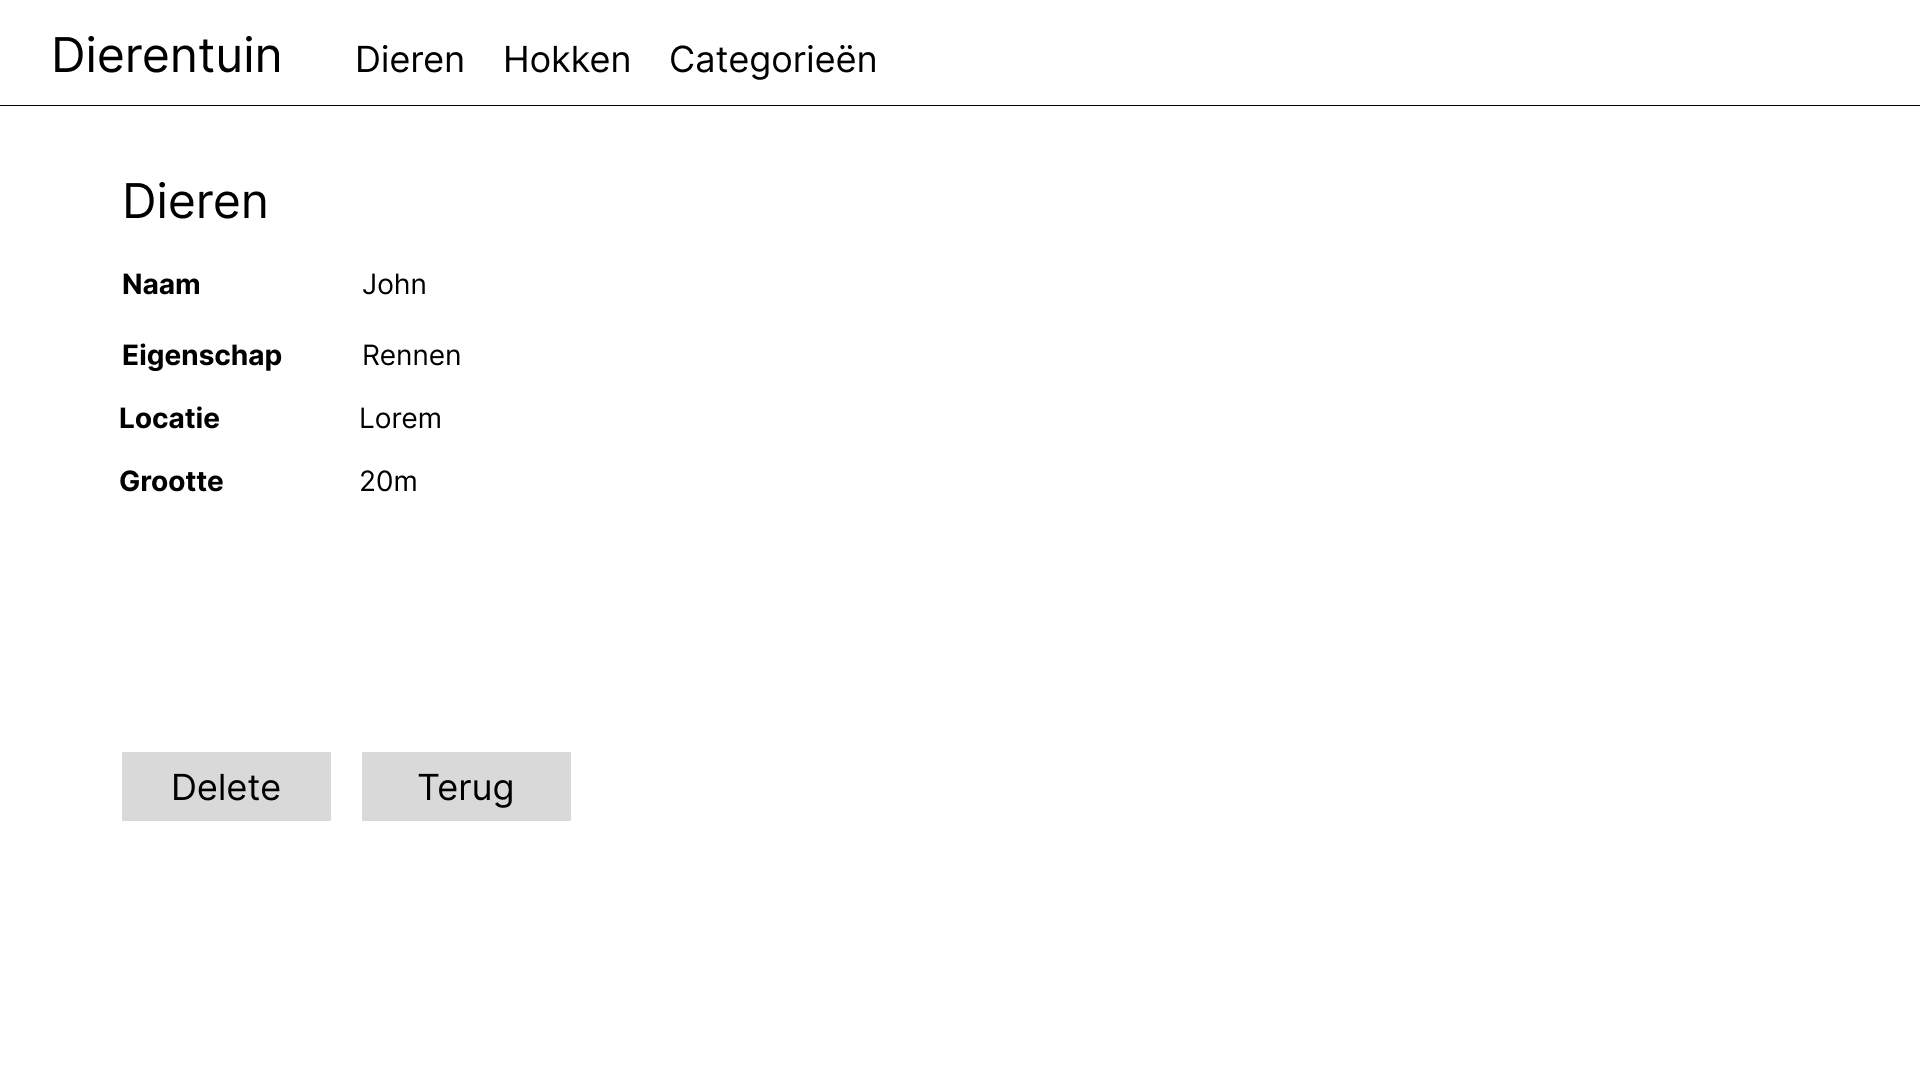 Dierentuin Dieren Hokken Categorieën
Dieren
Naam John
Eigenschap Rennen
Locatie Lorem
Grootte 20m
Delete Terug